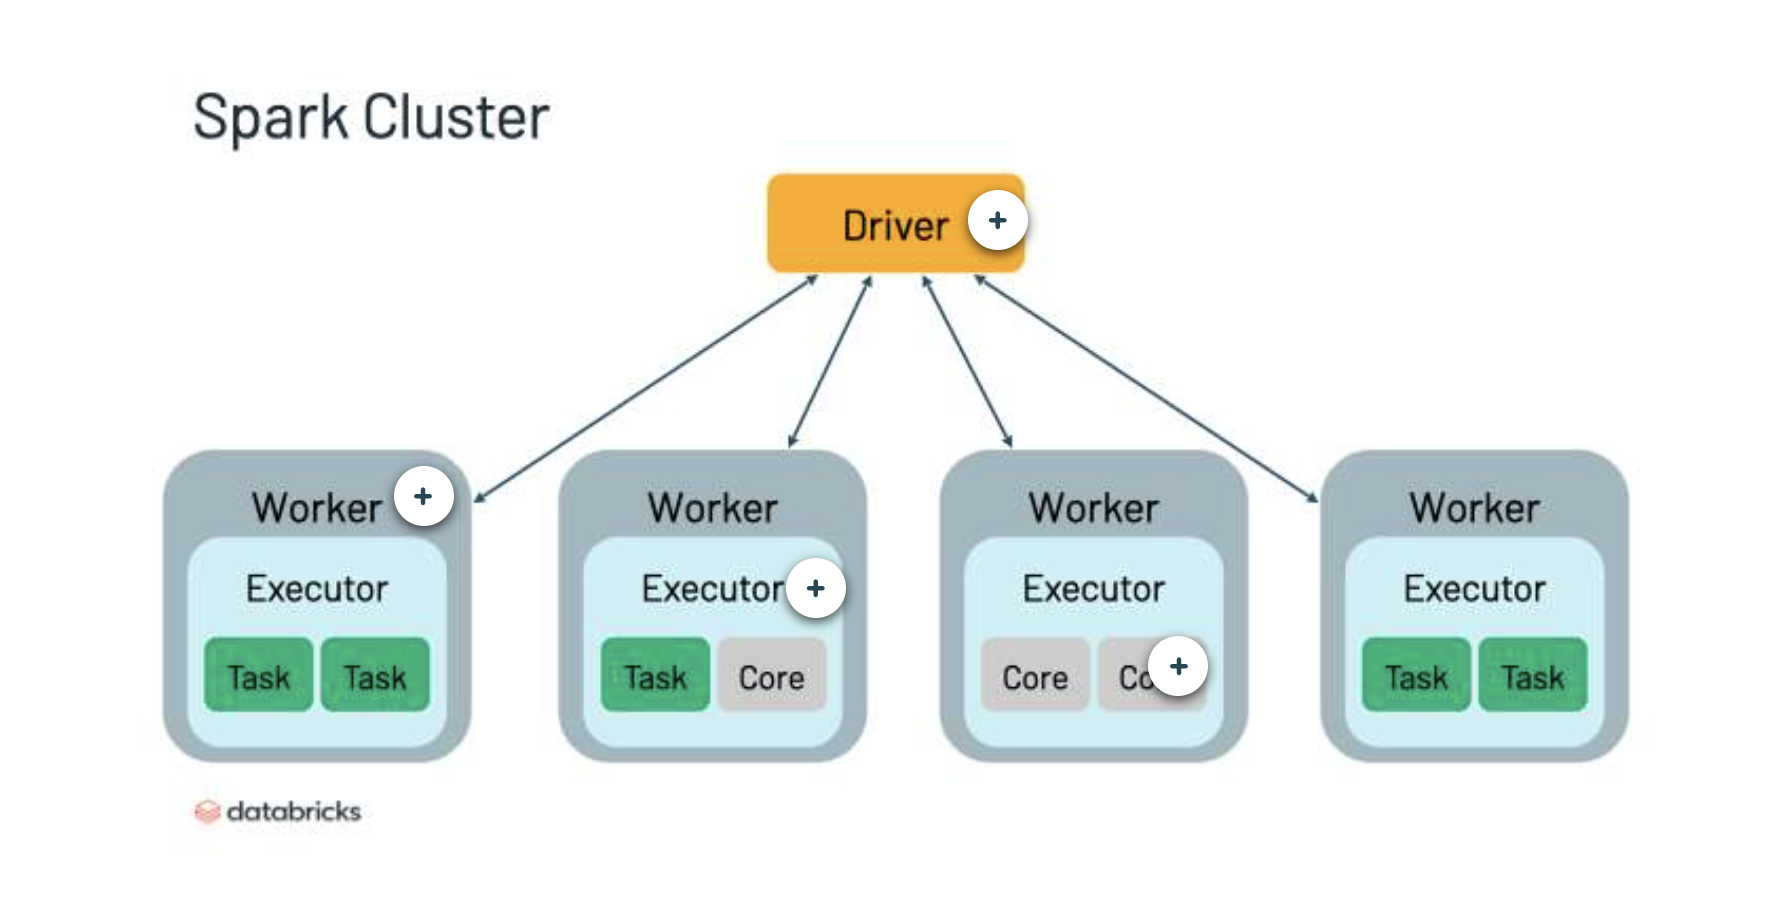 Spark Cluster
Driver +
Worker + Worker Worker Worker
Executor Executor + Executor Executor
Task Task Task Core Core + Task Task
databricks